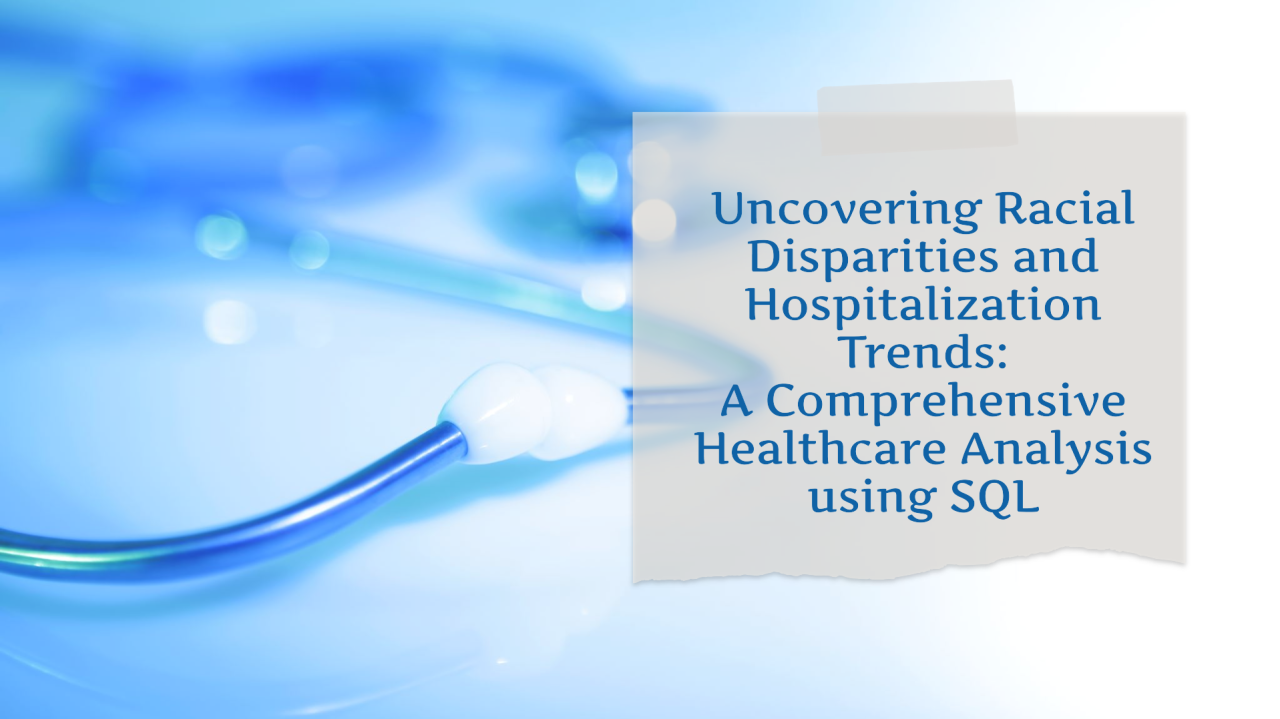 Uncovering Racial
Disparities and
Hospitalization
Trends:
A Comprehensive
Healthcare Analysis
using SQL